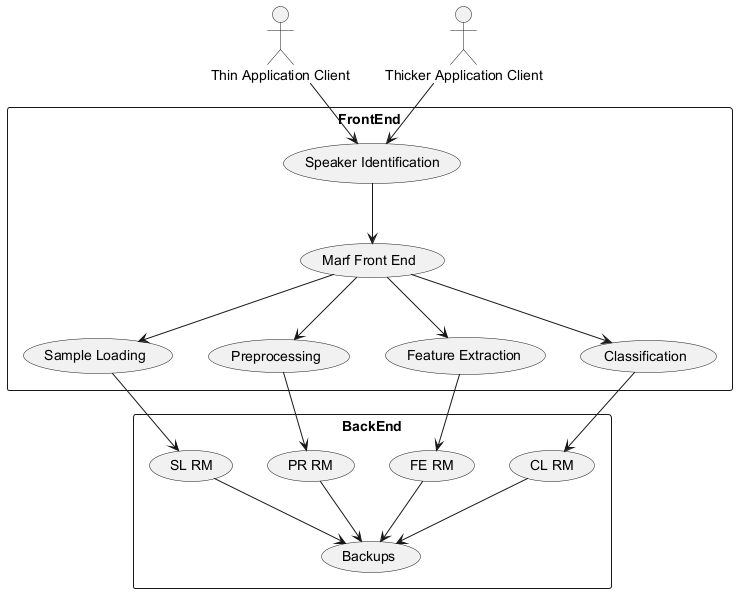 Thin Application Client
Thicker Application Client
FrontEnd
Speaker Identification
Marf Front End
Sample Loading
Preprocessing
Feature Extraction
Classification
BackEnd
SL RM
PR RM
FE RM
CL RM
Backups